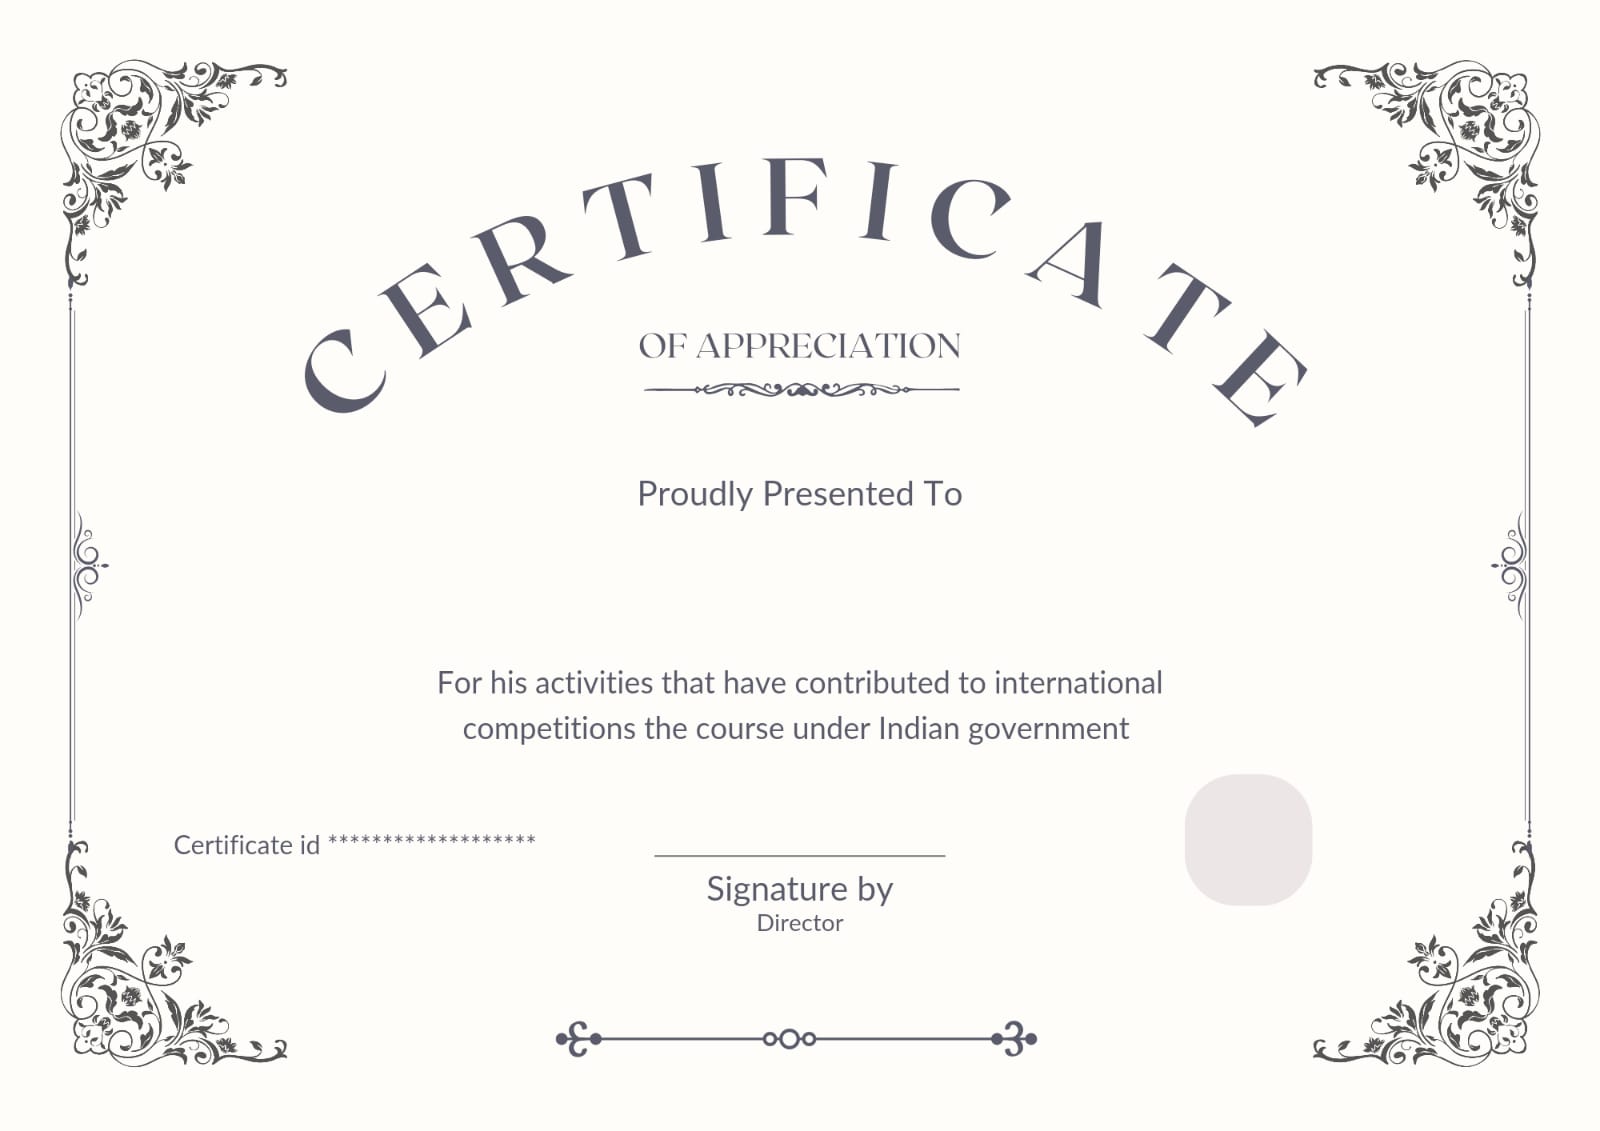 CERTIFICATE
OF APPRECIATION
Proudly Presented To
For his activities that have contributed to international
competitions the course under Indian government
Certificate id *******************
Signature by
Director